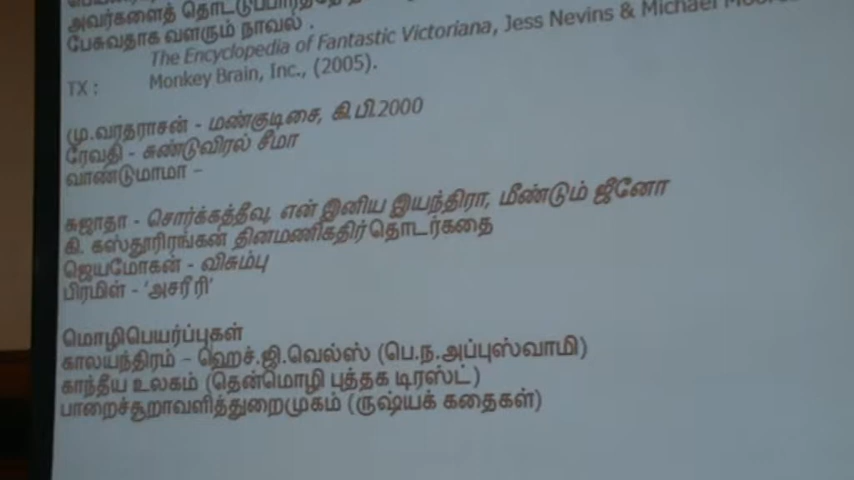 அவர்களைத்
பேசுவதாக வளரும் நாவல் .
The Encyclopedia of Fantastic Victoriana, Jess Nevins & Michael
TX : Monkey Brain, Inc., (2005).
மு.வரதராசன் - மண்குடிசை, கி.பி.2000
ரேவதி - சுண்டுவிரல் சீமா
வாண்டுமாமா –
சுஜாதா - சொர்க்கத்தீவு, என் இனிய இயந்திரா, மீண்டும் ஜீனோ
கி. கஸ்தூரிரங்கன் தினமணிகதிர் தொடர்கதை
ஜெயமோகன் - விசும்பு
பிரமிள் - 'அசரீரி'
மொழிபெயர்ப்புகள்
காலயந்திரம் – ஹெச்.ஜி.வெல்ஸ் (பெ.ந.அப்புஸ்வாமி)
காந்தீய உலகம் (தென்மொழி புத்தக டிரஸ்ட்)
பாறைச்சூறாவளித்துறைமுகம் (ருஷ்யக் கதைகள்)